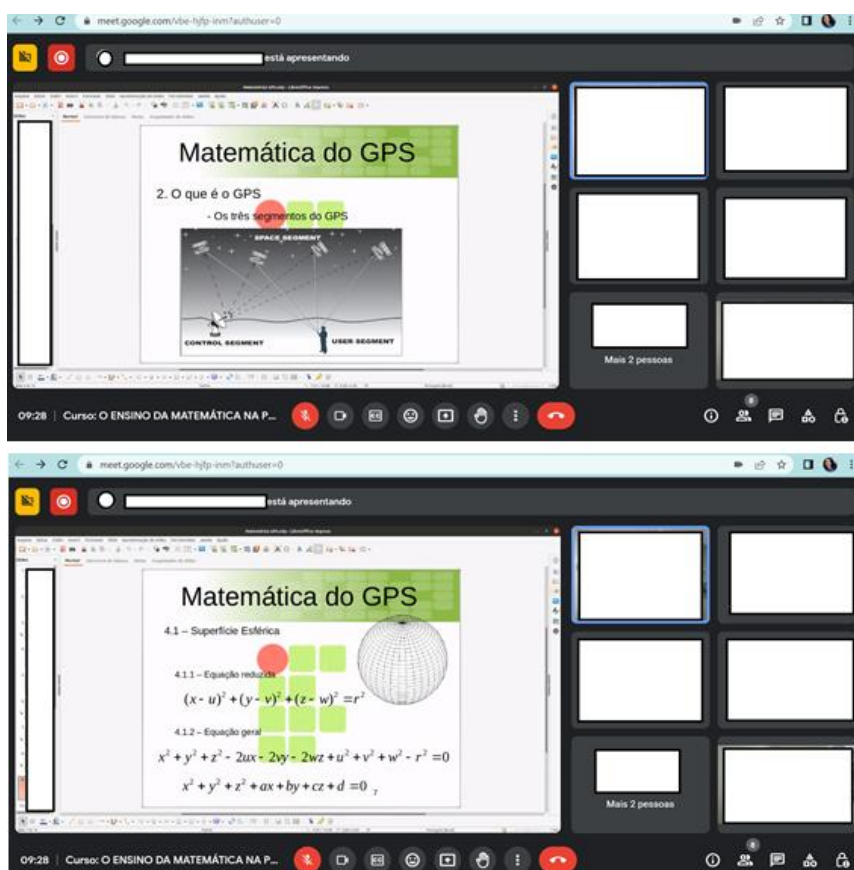 meet.google.com/vbe-hjfp-inm?authuser=0
está apresentando
Matemática do GPS
2. O que é o GPS
- Os três segmentos do GPS
SPACE SEGMENT
CONTROL SEGMENT
USER SEGMENT
Mais 2 pessoas
8
09:28 | Curso: O ENSINO DA MATEMÁTICA NA P...
meet.google.com/vbe-hjfp-inm?authuser=0
está apresentando
Matemática do GPS
4.1 – Superfície Esférica
4.1.1 – Equação reduzida
(x - u)² + (y - v)² + (z - w)² = r²
4.1.2 – Equação geral
x² + y² + z² - 2ux - 2vy - 2wz + u² + v² + w² - r² = 0
x² + y² + z² + ax + by + cz + d = 0
7
Mais 2 pessoas
8
09:28 | Curso: O ENSINO DA MATEMÁTICA NA P...